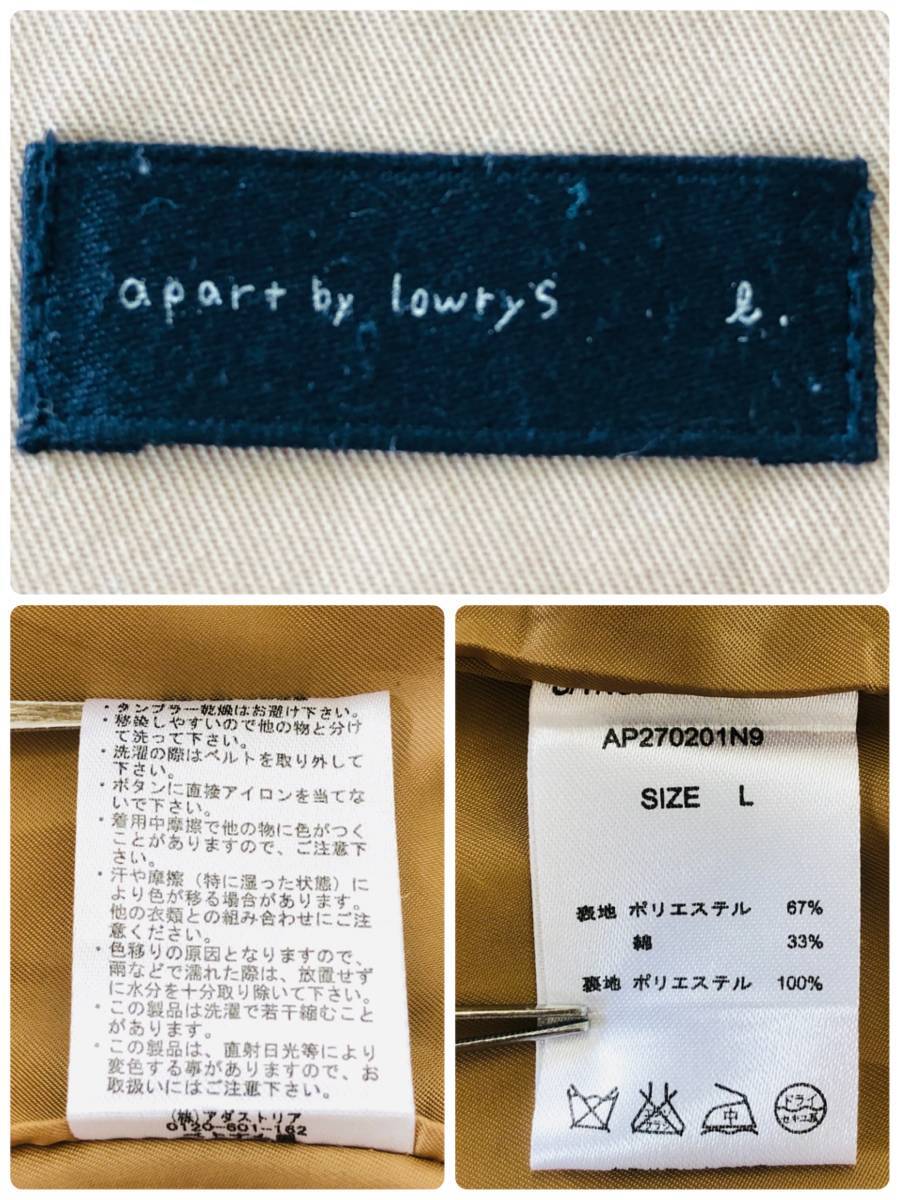 apart by lowrys ℓ.
・タンブラー乾燥はお避け下さい。
・移染しやすいので他の物と分け
て洗って下さい。
・洗濯の際はベルトを取り外して
下さい。
・ボタンに直接アイロンを当てな
いで下さい。
・着用中摩擦で他の物に色がつく
ことがありますので、ご注意下
さい。
・汗や摩擦（特に湿った状態）に
より色が移る場合があります。
他の衣類との組み合わせにご注
意ください。
・色移りの原因となりますので、
雨などで濡れた際は、放置せず
に水分を十分取り除いて下さい。
・この製品は洗濯で若干縮むこと
があります。
・この製品は、直射日光等により
変色する事がありますので、お
取扱いにはご注意下さい。
（株）アダストリア
0120-601-162
AP270201N9
SIZE L
表地 ポリエステル 67%
綿 33%
裏地 ポリエステル 100%
エンソ
サラシ
中
ドライ
セキユ系